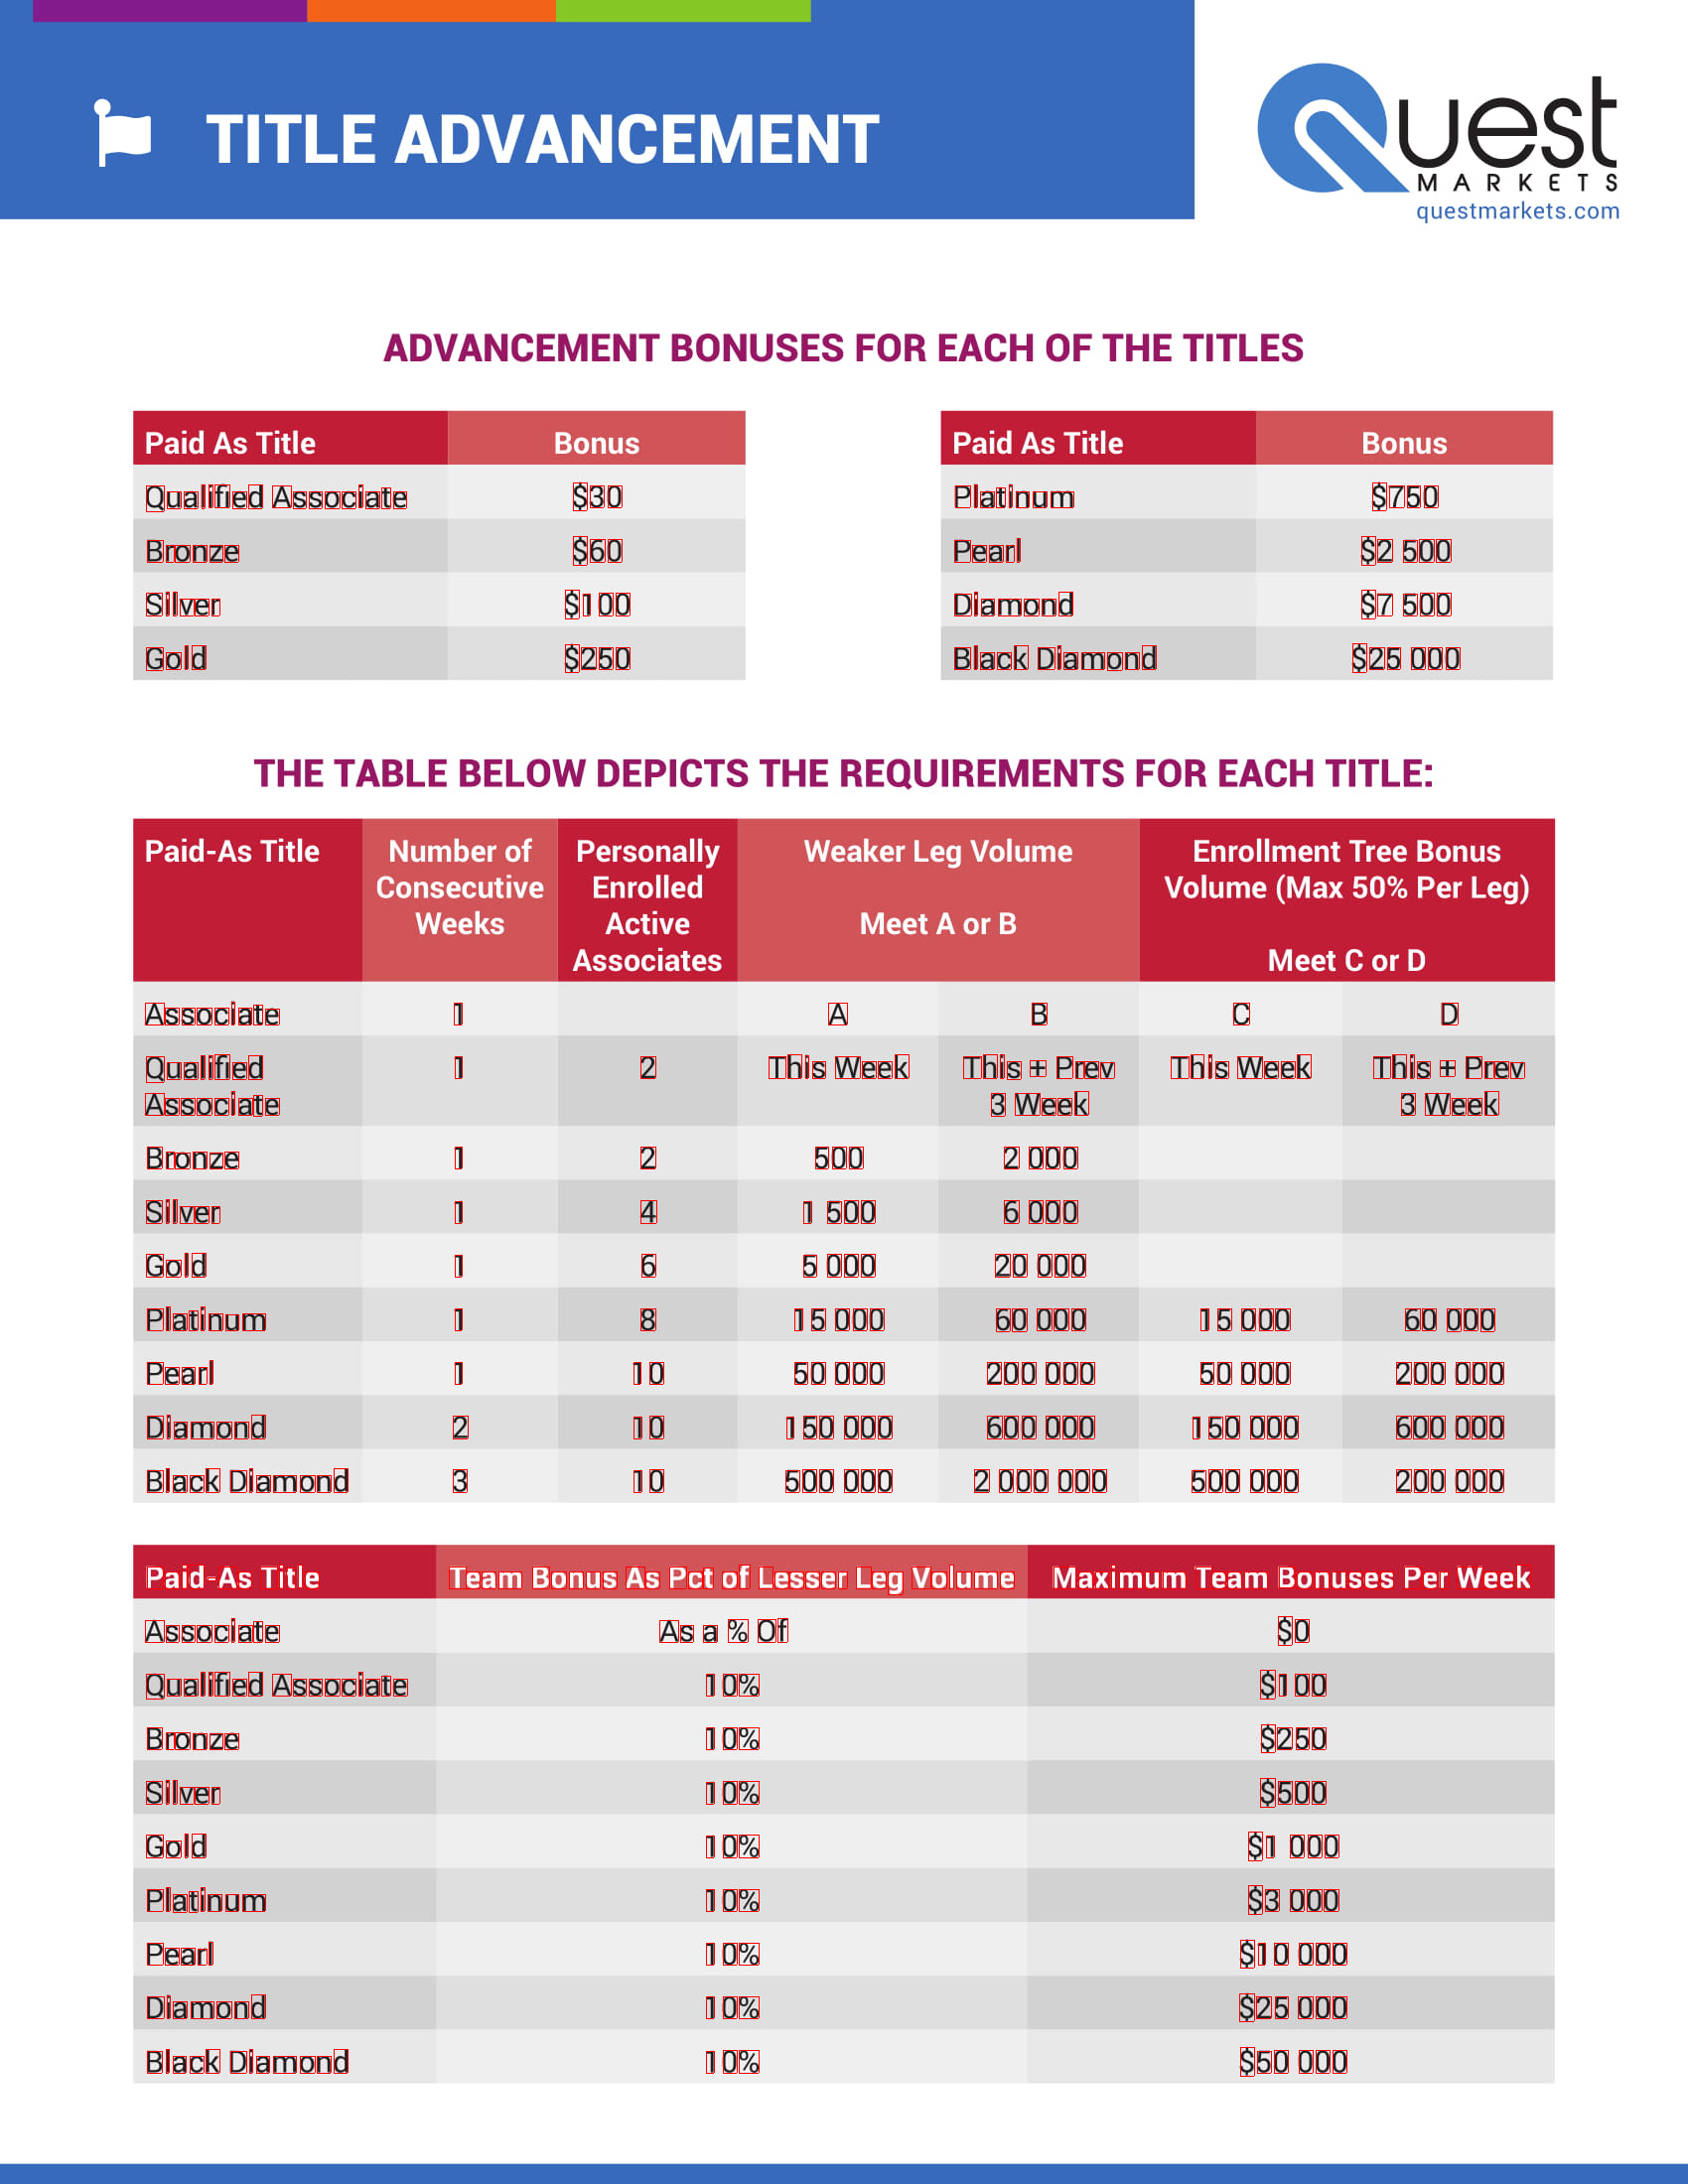 TITLE ADVANCEMENT
Quest
MARKETS
questmarkets.com
ADVANCEMENT BONUSES FOR EACH OF THE TITLES
Paid As Title Bonus
Qualified Associate $30
Bronze $60
Silver $100
Gold $250
Paid As Title Bonus
Platinum $750
Pearl $2 500
Diamond $7 500
Black Diamond $25 000
THE TABLE BELOW DEPICTS THE REQUIREMENTS FOR EACH TITLE:
Paid-As Title Number of Personally Weaker Leg Volume Enrollment Tree Bonus
Consecutive Enrolled Volume (Max 50% Per Leg)
Weeks Active Meet A or B
Associates Meet C or D
Associate 1 A B C D
Qualified 1 2 This Week This + Prev This Week This + Prev
Associate 3 Week 3 Week
Bronze 1 2 500 2 000
Silver 1 4 1 500 6 000
Gold 1 6 5 000 20 000
Platinum 1 8 15 000 60 000 15 000 60 000
Pearl 1 10 50 000 200 000 50 000 200 000
Diamond 2 10 150 000 600 000 150 000 600 000
Black Diamond 3 10 500 000 2 000 000 500 000 200 000
Paid-As Title Team Bonus As Pct of Lesser Leg Volume Maximum Team Bonuses Per Week
Associate As a % Of $0
Qualified Associate 10% $100
Bronze 10% $250
Silver 10% $500
Gold 10% $1 000
Platinum 10% $3 000
Pearl 10% $10 000
Diamond 10% $25 000
Black Diamond 10% $50 000